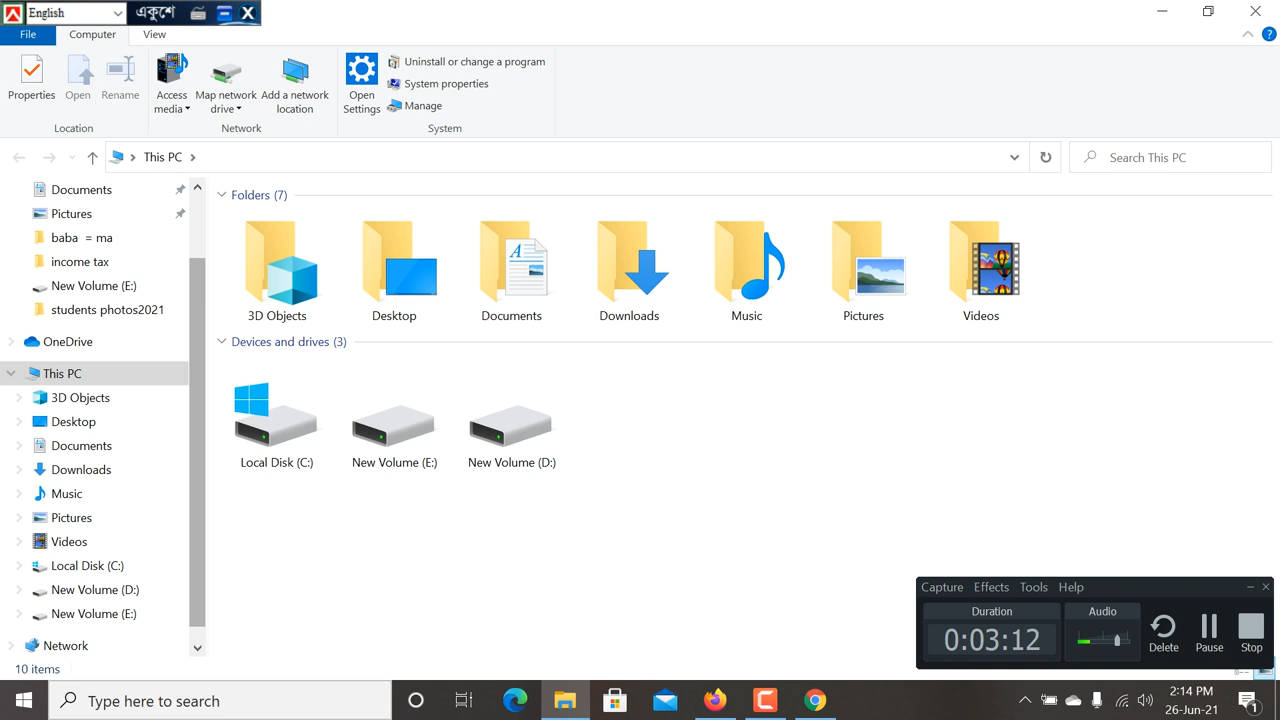 English
একুশে
X
File
Computer
View
?
Properties
Open
Rename
Access media
Map network drive
Add a network location
Open Settings
Uninstall or change a program
System properties
Manage
Location
Network
System
This PC
Search This PC
Documents
Pictures
baba = ma
income tax
New Volume (E:)
students photos2021
OneDrive
This PC
3D Objects
Desktop
Documents
Downloads
Music
Pictures
Videos
Local Disk (C:)
New Volume (D:)
New Volume (E:)
Network
10 items
Folders (7)
3D Objects
Desktop
Documents
Downloads
Music
Pictures
Videos
Devices and drives (3)
Local Disk (C:)
New Volume (E:)
New Volume (D:)
Capture
Effects
Tools
Help
Duration
0:03:12
Audio
Delete
Pause
Stop
Type here to search
2:14 PM
26-Jun-21
1